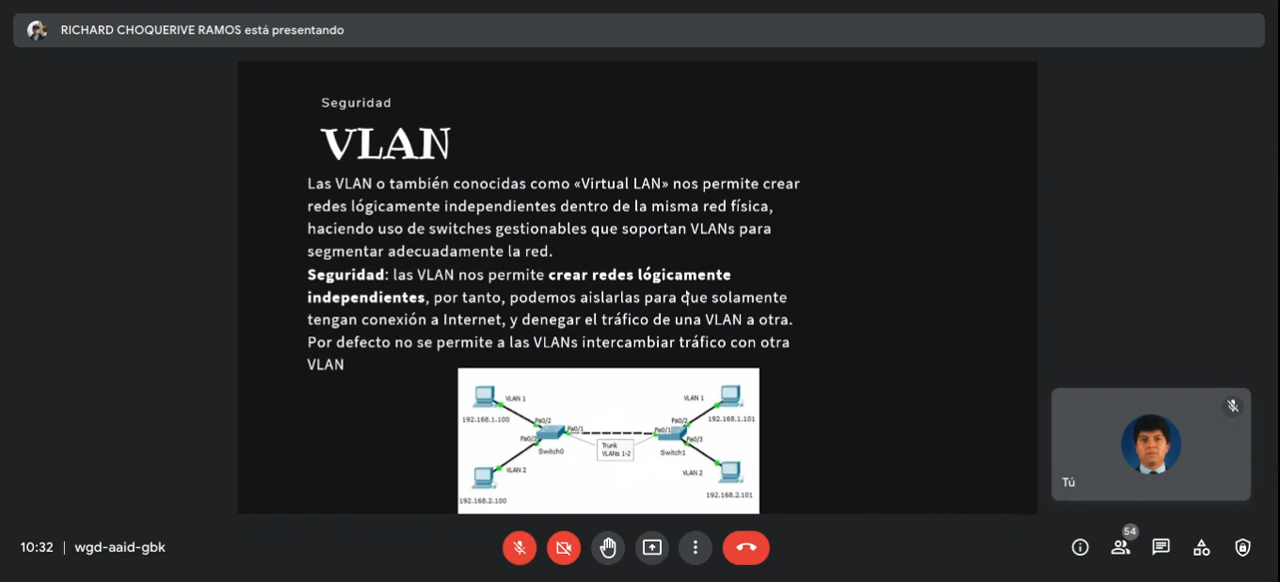 RICHARD CHOQUERIVE RAMOS está presentando
Seguridad
VLAN
Las VLAN o también conocidas como «Virtual LAN» nos permite crear
redes lógicamente independientes dentro de la misma red física,
haciendo uso de switches gestionables que soportan VLANs para
segmentar adecuadamente la red.
Seguridad: las VLAN nos permite crear redes lógicamente
independientes, por tanto, podemos aislarlas para que solamente
tengan conexión a Internet, y denegar el tráfico de una VLAN a otra.
Por defecto no se permite a las VLANs intercambiar tráfico con otra
VLAN
VLAN 1
VLAN 1
192.168.1.100
Fa0/2
Fa0/2
192.168.1.101
Fa0/1
Fa0/1
Fa0/3
Fa0/3
Switch0
Trunk
VLANs 1-2
Switch1
VLAN 2
VLAN 2
192.168.2.100
192.168.2.101
Tú
10:32 | wgd-aaid-gbk
54